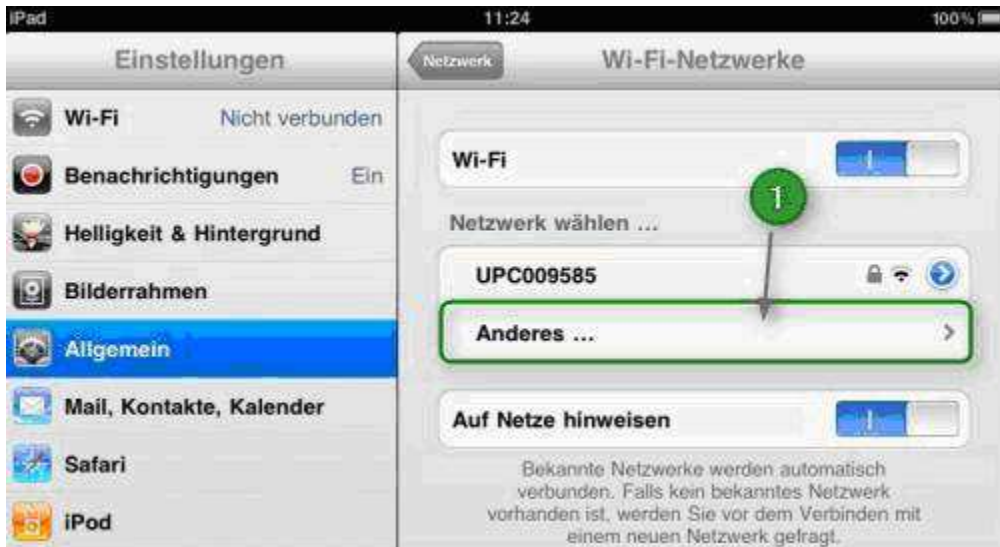 iPad 11:24 100%
Einstellungen
Netzwerk Wi-Fi-Netzwerke
Wi-Fi Nicht verbunden
Benachrichtigungen Ein
Helligkeit & Hintergrund
Bilderrahmen
Allgemein
Mail, Kontakte, Kalender
Safari
iPod
Wi-Fi
1
Netzwerk wählen ...
UPC009585
Anderes ...
Auf Netze hinweisen
Bekannte Netzwerke werden automatisch
verbunden. Falls kein bekanntes Netzwerk
vorhanden ist, werden Sie vor dem Verbinden mit
einem neuen Netzwerk gefragt.